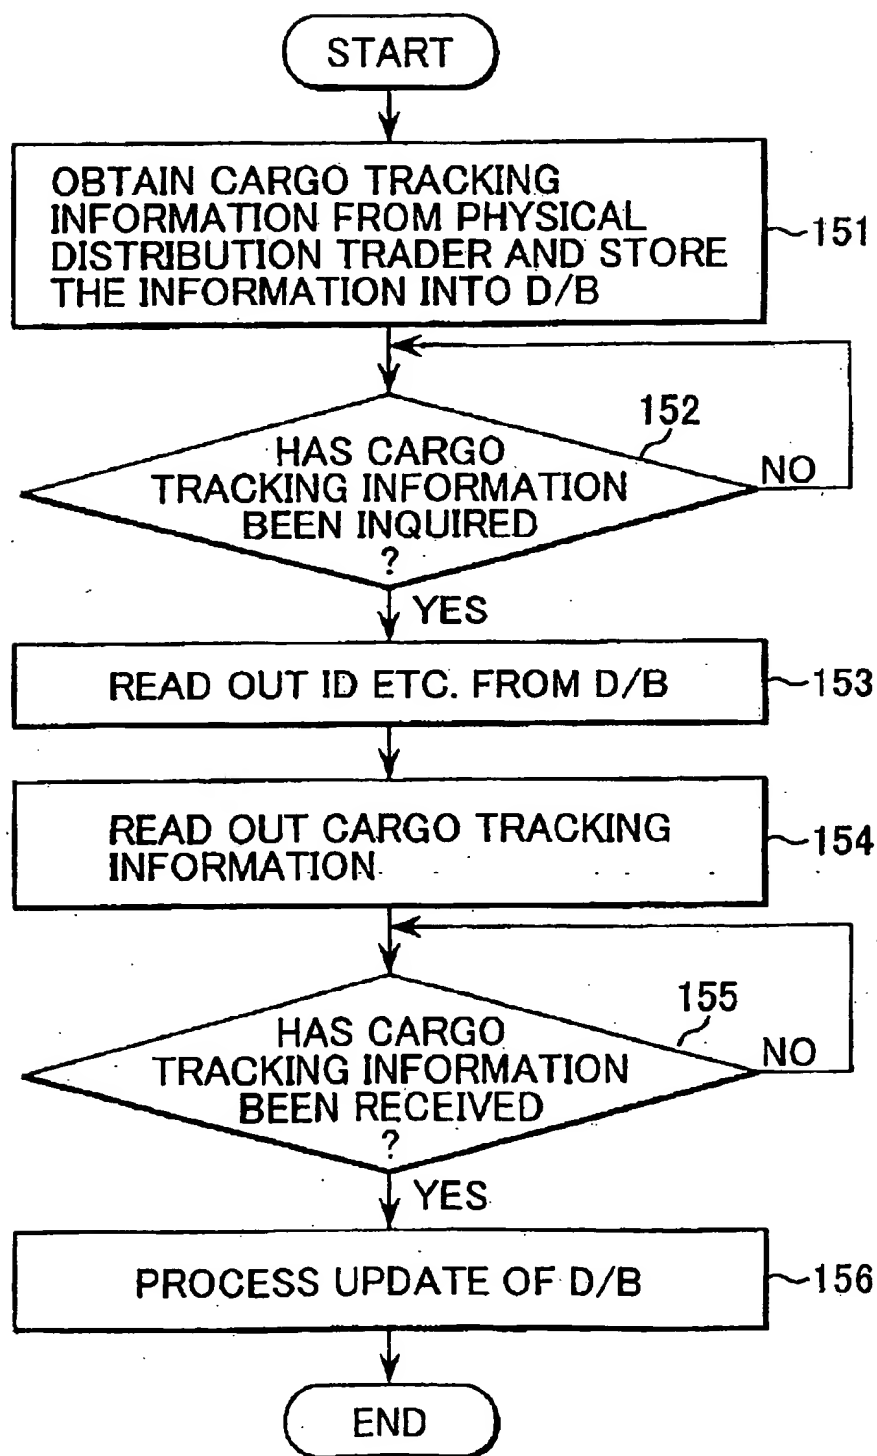 START
OBTAIN CARGO TRACKING
INFORMATION FROM PHYSICAL
DISTRIBUTION TRADER AND STORE
THE INFORMATION INTO D/B
151
152
HAS CARGO
TRACKING INFORMATION
BEEN INQUIRED
?
NO
YES
READ OUT ID ETC. FROM D/B
153
READ OUT CARGO TRACKING
INFORMATION
154
155
HAS CARGO
TRACKING INFORMATION
BEEN RECEIVED
?
NO
YES
PROCESS UPDATE OF D/B
156
END